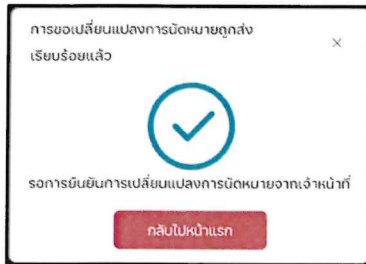 การขอเปลี่ยนแปลงการนัดหมายถูกส่ง
เรียบร้อยแล้ว
รอการยืนยันการเปลี่ยนแปลงการนัดหมายจากเจ้าหน้าที่
กลับไปหน้าแรก